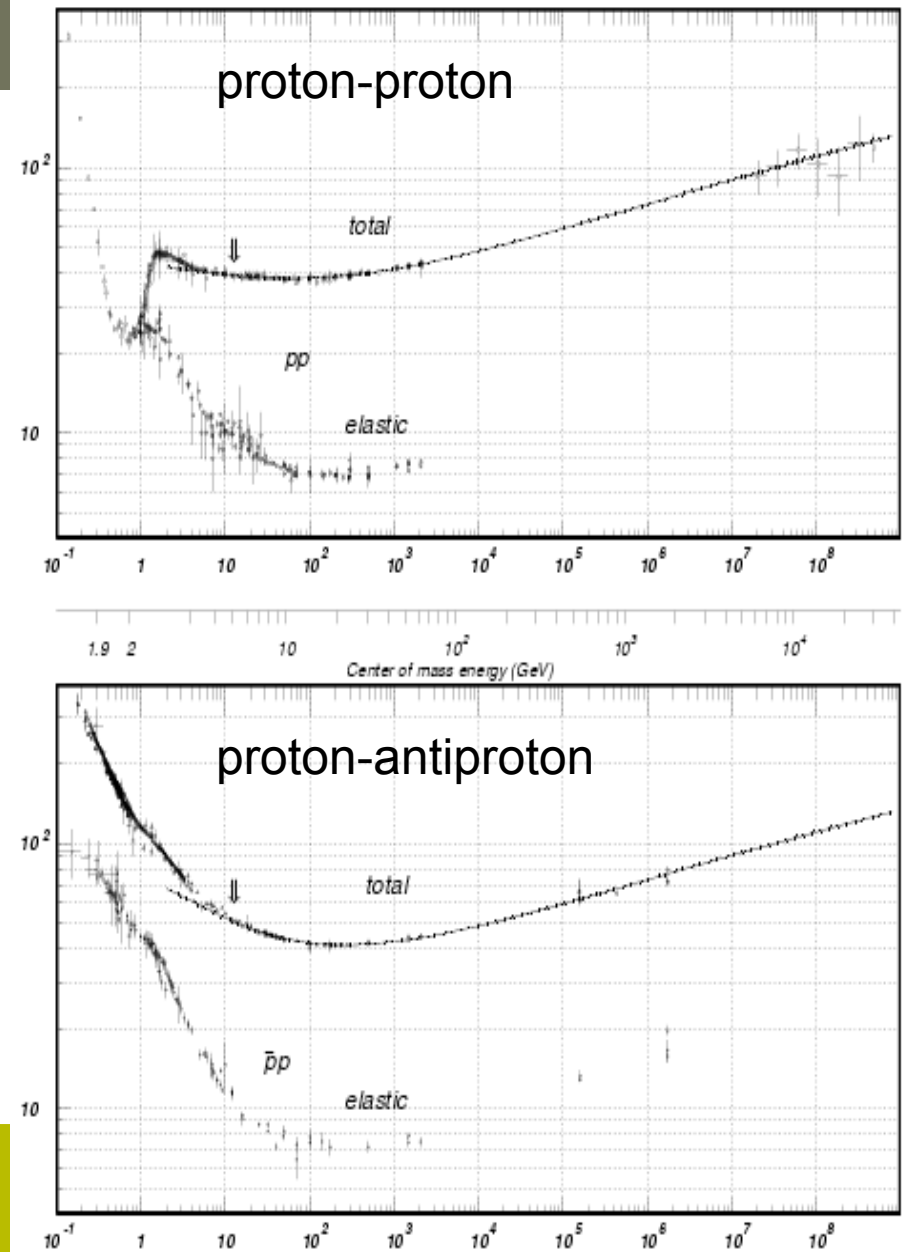 proton-proton
10²
total
⇓
pp
10
elastic
10⁻¹ 1 10 10² 10³ 10⁴ 10⁵ 10⁶ 10⁷ 10⁸
1.9 2 10 10² 10³ 10⁴
Center of mass energy (GeV)
proton-antiproton
10²
total
⇓
p̄p
10
elastic
10⁻¹ 1 10 10² 10³ 10⁴ 10⁵ 10⁶ 10⁷ 10⁸